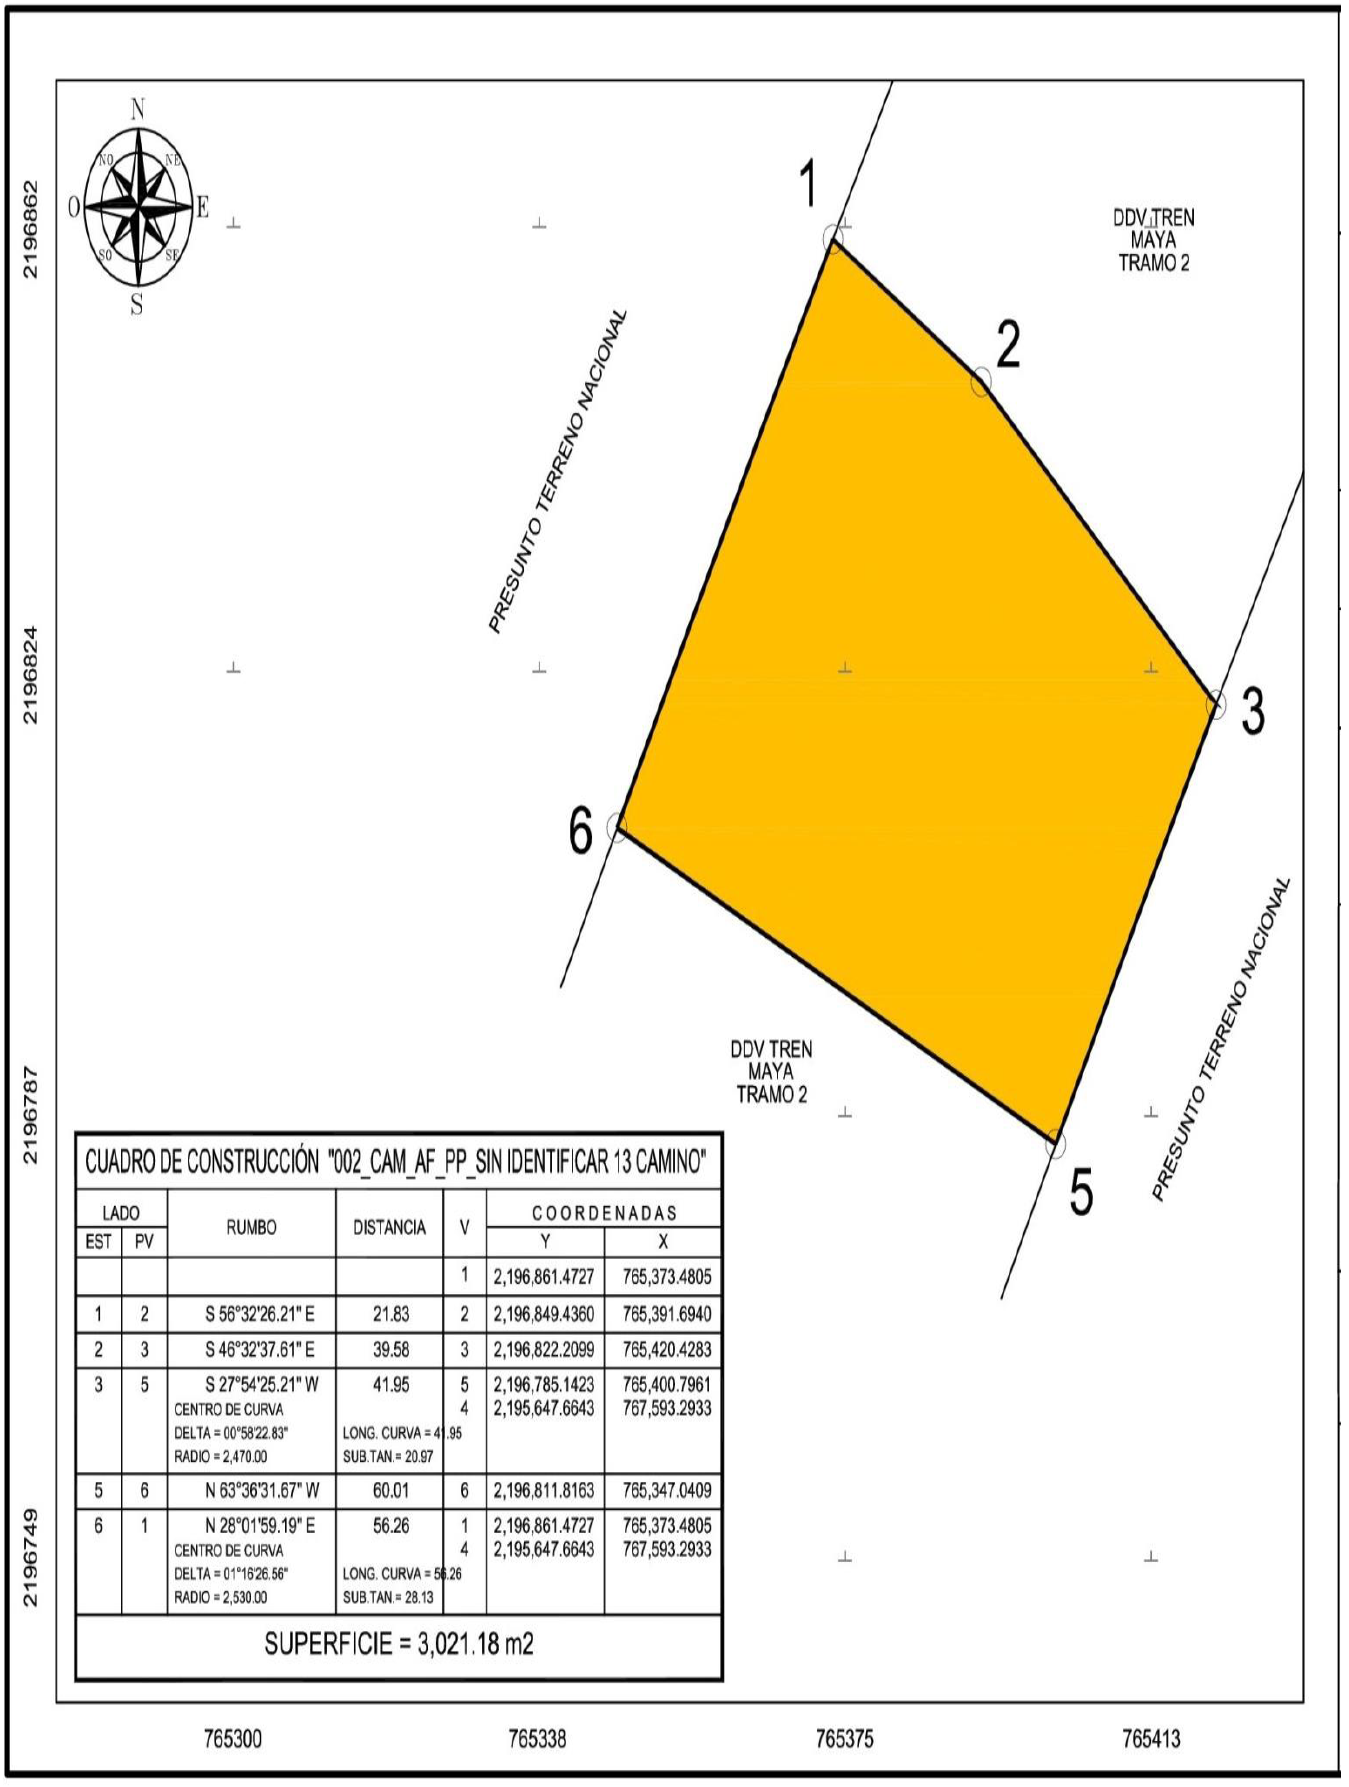 N
NO NE
O E
SO SE
S
2196862
2196824
2196787
2196749
1
2
3
5
6
DDV TREN
MAYA
TRAMO 2
PRESUNTO TERRENO NACIONAL
PRESUNTO TERRENO NACIONAL
DDV TREN
MAYA
TRAMO 2
CUADRO DE CONSTRUCCIÓN "002_CAM_AF_PP_SIN IDENTIFICAR 13 CAMINO"
LADO RUMBO DISTANCIA V COORDENADAS
EST PV Y X
1 2,196,861.4727 765,373.4805
1 2 S 56°32'26.21" E 21.83 2 2,196,849.4360 765,391.6940
2 3 S 46°32'37.61" E 39.58 3 2,196,822.2099 765,420.4283
3 5 S 27°54'25.21" W 41.95 5 2,196,785.1423 765,400.7961
CENTRO DE CURVA 4 2,195,647.6643 767,593.2933
DELTA = 00°58'22.83" LONG. CURVA = 41.95
RADIO = 2,470.00 SUB.TAN.= 20.97
5 6 N 63°36'31.67" W 60.01 6 2,196,811.8163 765,347.0409
6 1 N 28°01'59.19" E 56.26 1 2,196,861.4727 765,373.4805
CENTRO DE CURVA 4 2,195,647.6643 767,593.2933
DELTA = 01°16'26.56" LONG. CURVA = 56.26
RADIO = 2,530.00 SUB.TAN.= 28.13
SUPERFICIE = 3,021.18 m2
765300 765338 765375 765413